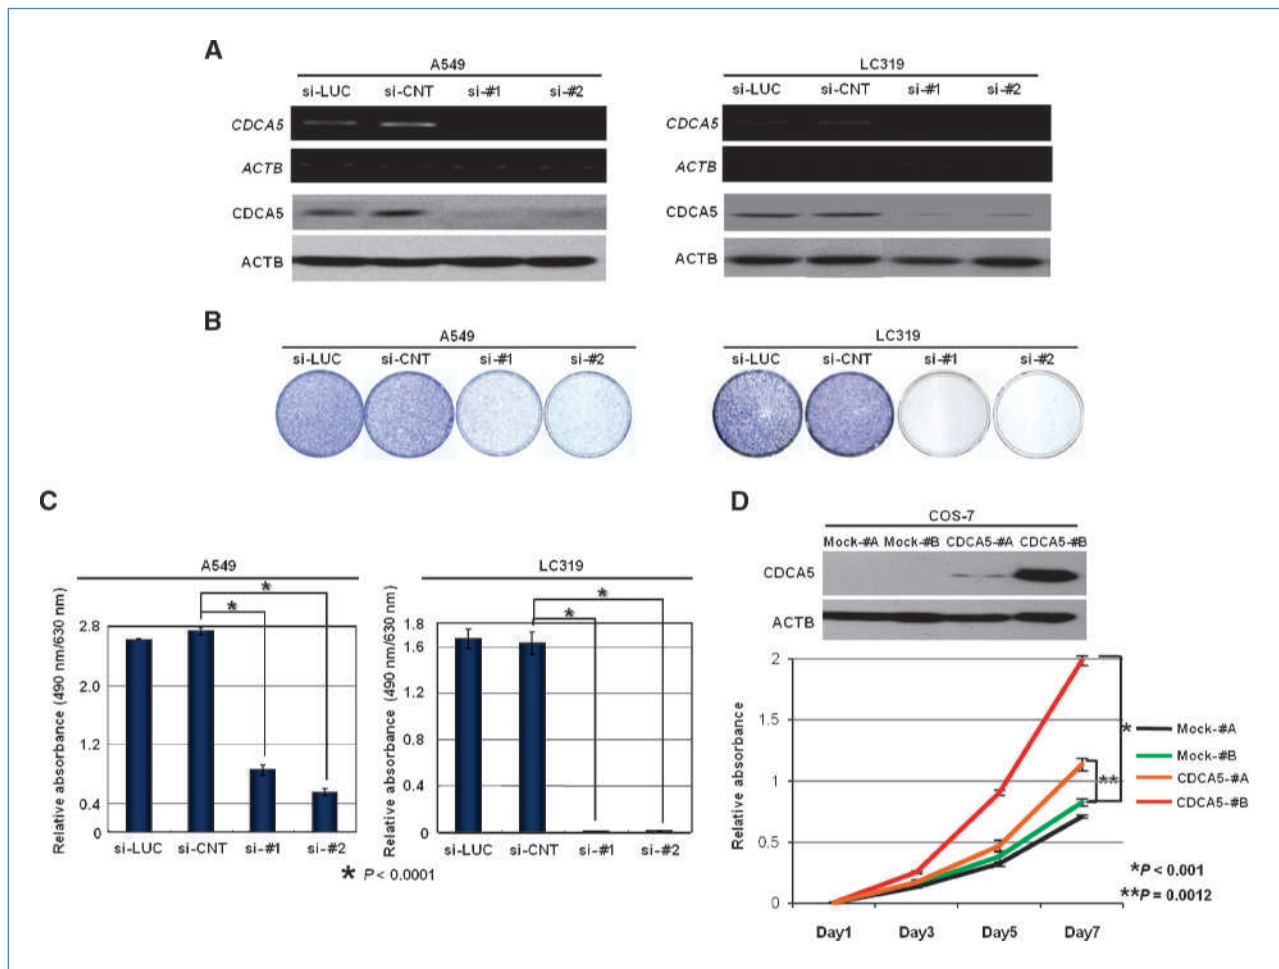 A
A549
si-LUC si-CNT si-#1 si-#2
CDCA5
ACTB
CDCA5
ACTB
LC319
si-LUC si-CNT si-#1 si-#2
CDCA5
ACTB
CDCA5
ACTB
B
A549
si-LUC si-CNT si-#1 si-#2
LC319
si-LUC si-CNT si-#1 si-#2
C
A549
Relative absorbance (490 nm/630 nm)
* *
2.8
2.0
1.2
0.4
0
si-LUC si-CNT si-#1 si-#2
LC319
Relative absorbance (490 nm/630 nm)
* *
1.8
1.6
1.2
0.8
0.4
0
si-LUC si-CNT si-#1 si-#2
* P < 0.0001
D
COS-7
Mock-#A Mock-#B CDCA5-#A CDCA5-#B
CDCA5
ACTB
Relative absorbance
2
1.5
1
0.5
0
Day1 Day3 Day5 Day7
*
**
Mock-#A
Mock-#B
CDCA5-#A
CDCA5-#B
*P < 0.001
**P = 0.0012